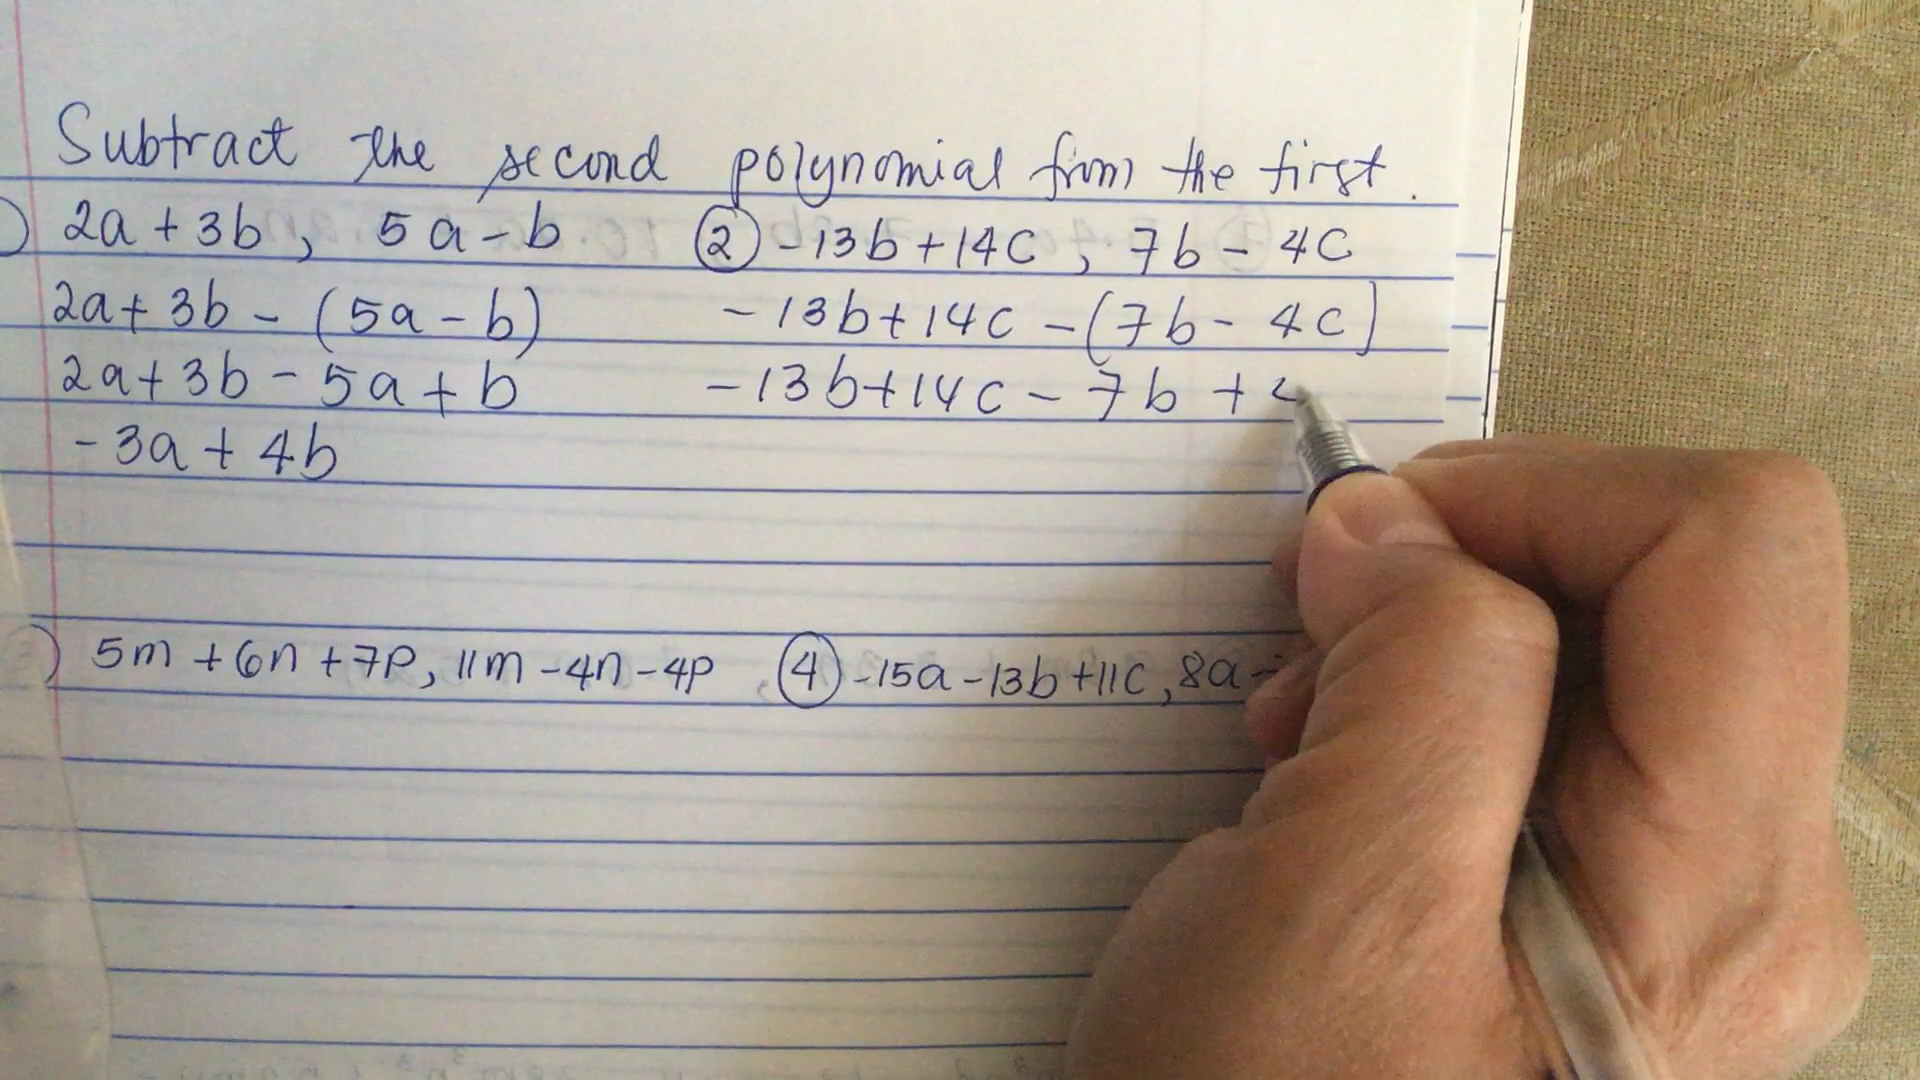 Subtract the second polynomial from the first.
) 2a + 3b, 5a - b
2a + 3b - (5a - b)
2a + 3b - 5a + b
-3a + 4b
② -13b + 14c, 7b - 4c
-13b + 14c - (7b - 4c)
-13b + 14c - 7b +
) 5m + 6n + 7p, 11m - 4n - 4p
④ -15a - 13b + 11c, 8a